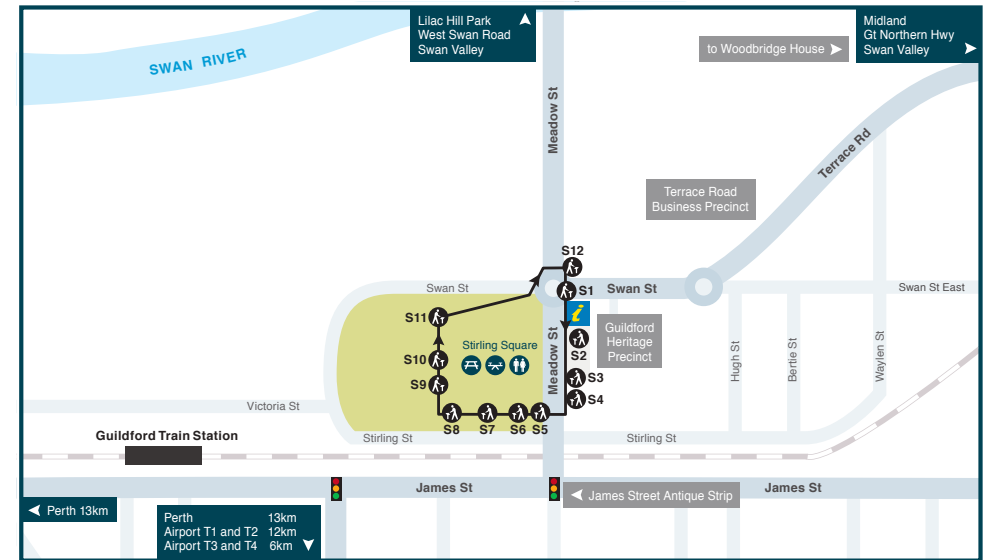 Lilac Hill Park
West Swan Road
Swan Valley
Midland
Gt Northern Hwy
Swan Valley
to Woodbridge House
SWAN RIVER
Meadow St
Terrace Rd
Terrace Road
Business Precinct
S12
Swan St
S1
Swan St
Swan St East
i
S11
Guildford
Heritage
Precinct
Stirling Square
S2
Meadow St
Hugh St
Bertie St
Waylen St
S10
S9
S3
S4
Victoria St
S8
S7
S6
S5
Guildford Train Station
Stirling St
Stirling St
James St
James St
James Street Antique Strip
Perth 13km
Perth 13km
Airport T1 and T2 12km
Airport T3 and T4 6km